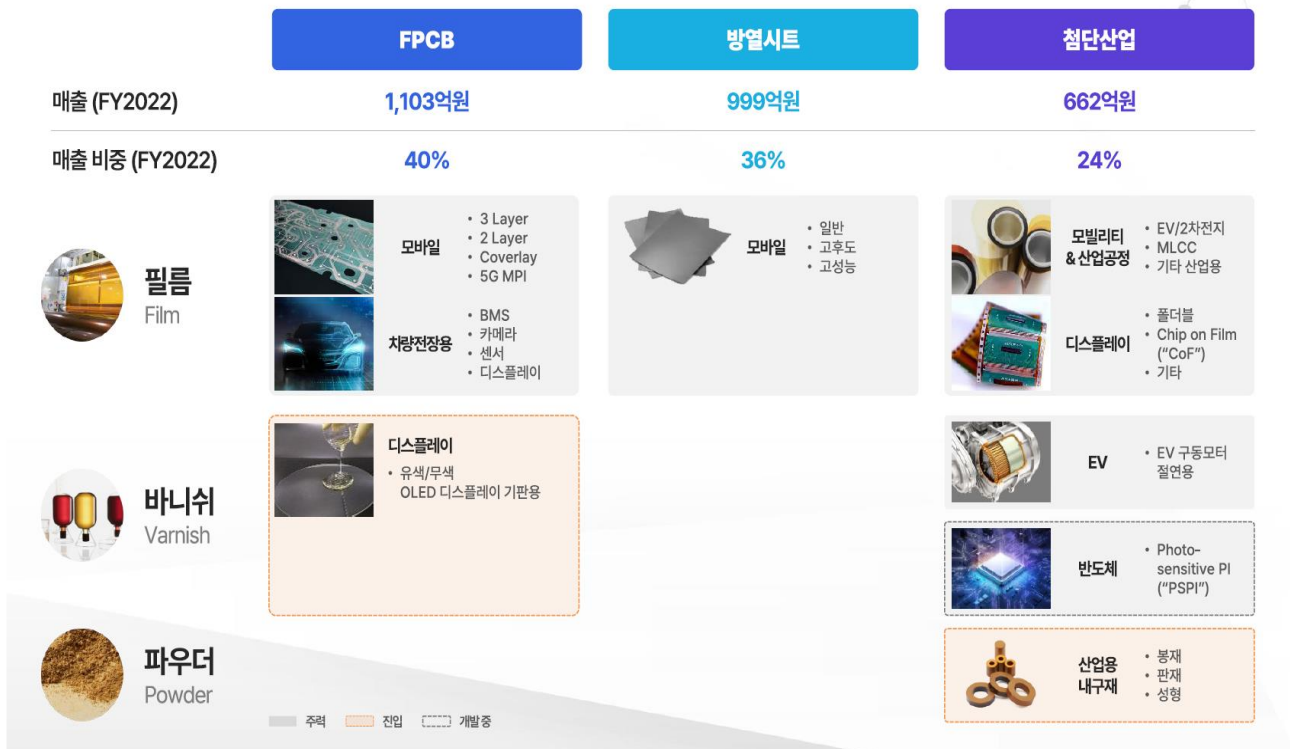 FPCB
방열시트
첨단산업
매출 (FY2022)
1,103억원
999억원
662억원
매출 비중 (FY2022)
40%
36%
24%
필름
Film
모바일
• 3 Layer
• 2 Layer
• Coverlay
• 5G MPI
차량전장용
• BMS
• 카메라
• 센서
• 디스플레이
모바일
• 일반
• 고후도
• 고성능
모빌리티
& 산업공정
• EV/2차전지
• MLCC
• 기타 산업용
디스플레이
• 폴더블
• Chip on Film
("CoF")
• 기타
바니쉬
Varnish
디스플레이
• 유색/무색
OLED 디스플레이 기판용
EV
• EV 구동모터
절연용
반도체
• Photo-
sensitive PI
("PSPI")
파우더
Powder
산업용
내구재
• 봉재
• 판재
• 성형
주력
진입
개발중